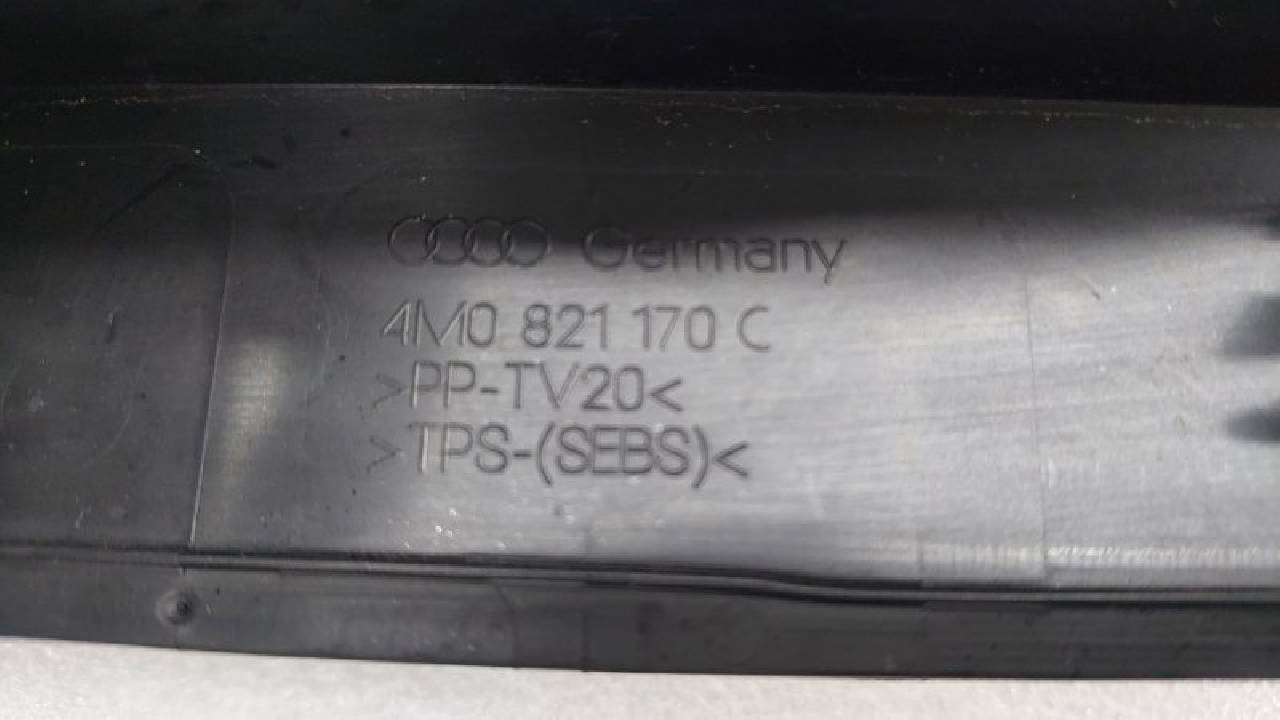 Germany
4M0 821 170 C
>PP-TV20<
>TPS-(SEBS)<